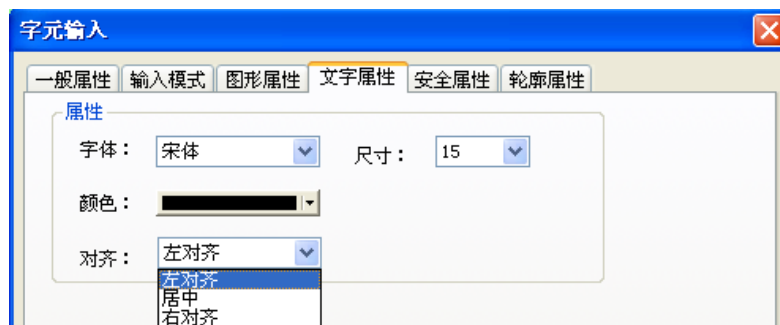 字元输入
一般属性 输入模式 图形属性 文字属性 安全属性 轮廓属性
属性
字体： 宋体 尺寸： 15
颜色：
对齐： 左对齐
左对齐
居中
右对齐